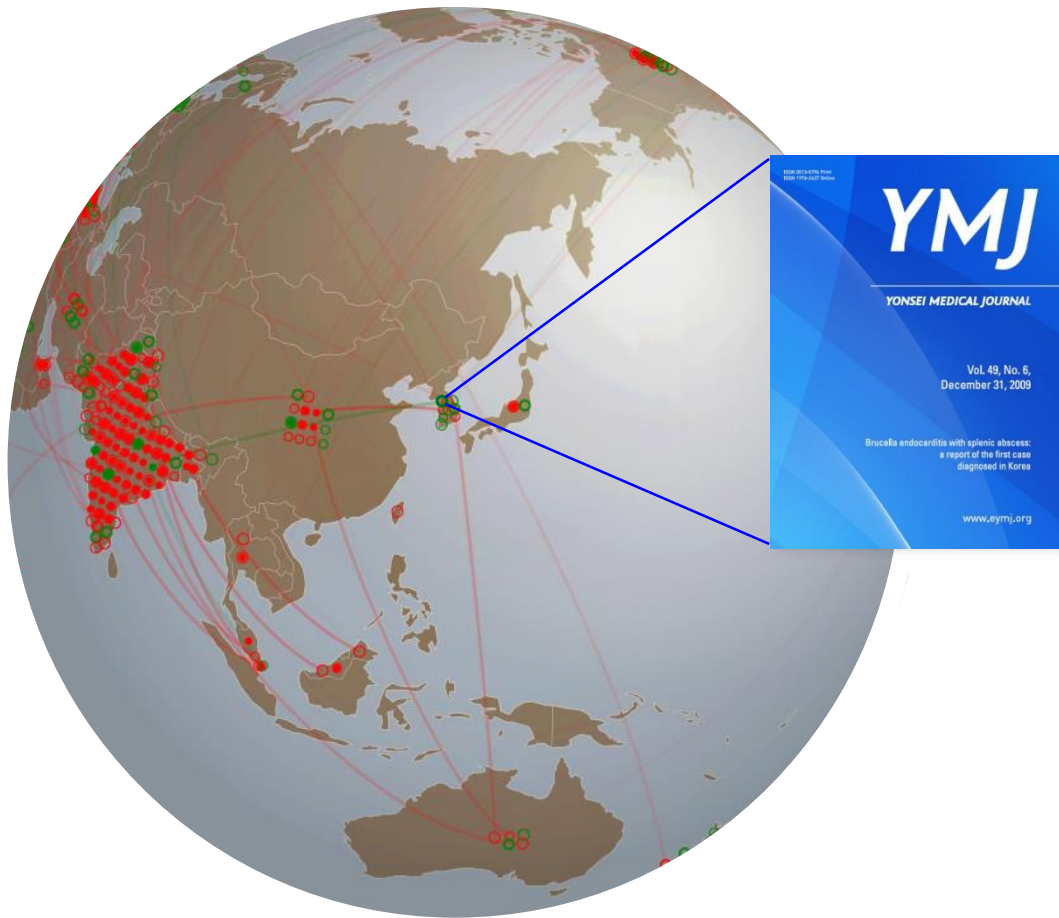 ISSN 0513-5796 Print
ISSN 1976-2437 Online
YMJ
YONSEI MEDICAL JOURNAL
Vol. 49, No. 6,
December 31, 2009
Brucella endocarditis with splenic abscess:
a report of the first case
diagnosed in Korea
www.eymj.org